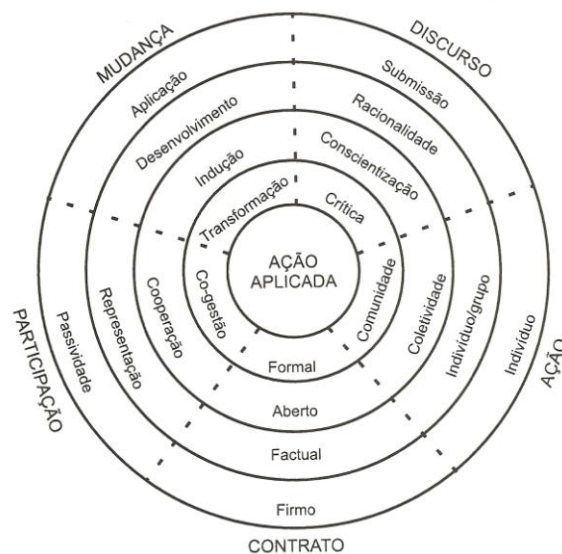 MUDANÇA
DISCURSO
Aplicação
Submissão
Desenvolvimento
Racionalidade
Indução
Conscientização
Transformação
Crítica
AÇÃO
APLICADA
Co-gestão
Comunidade
Cooperação
Coletividade
Representação
Indivíduo/grupo
Passividade
Indivíduo
PARTICIPAÇÃO
AÇÃO
Formal
Aberto
Factual
Firmo
CONTRATO